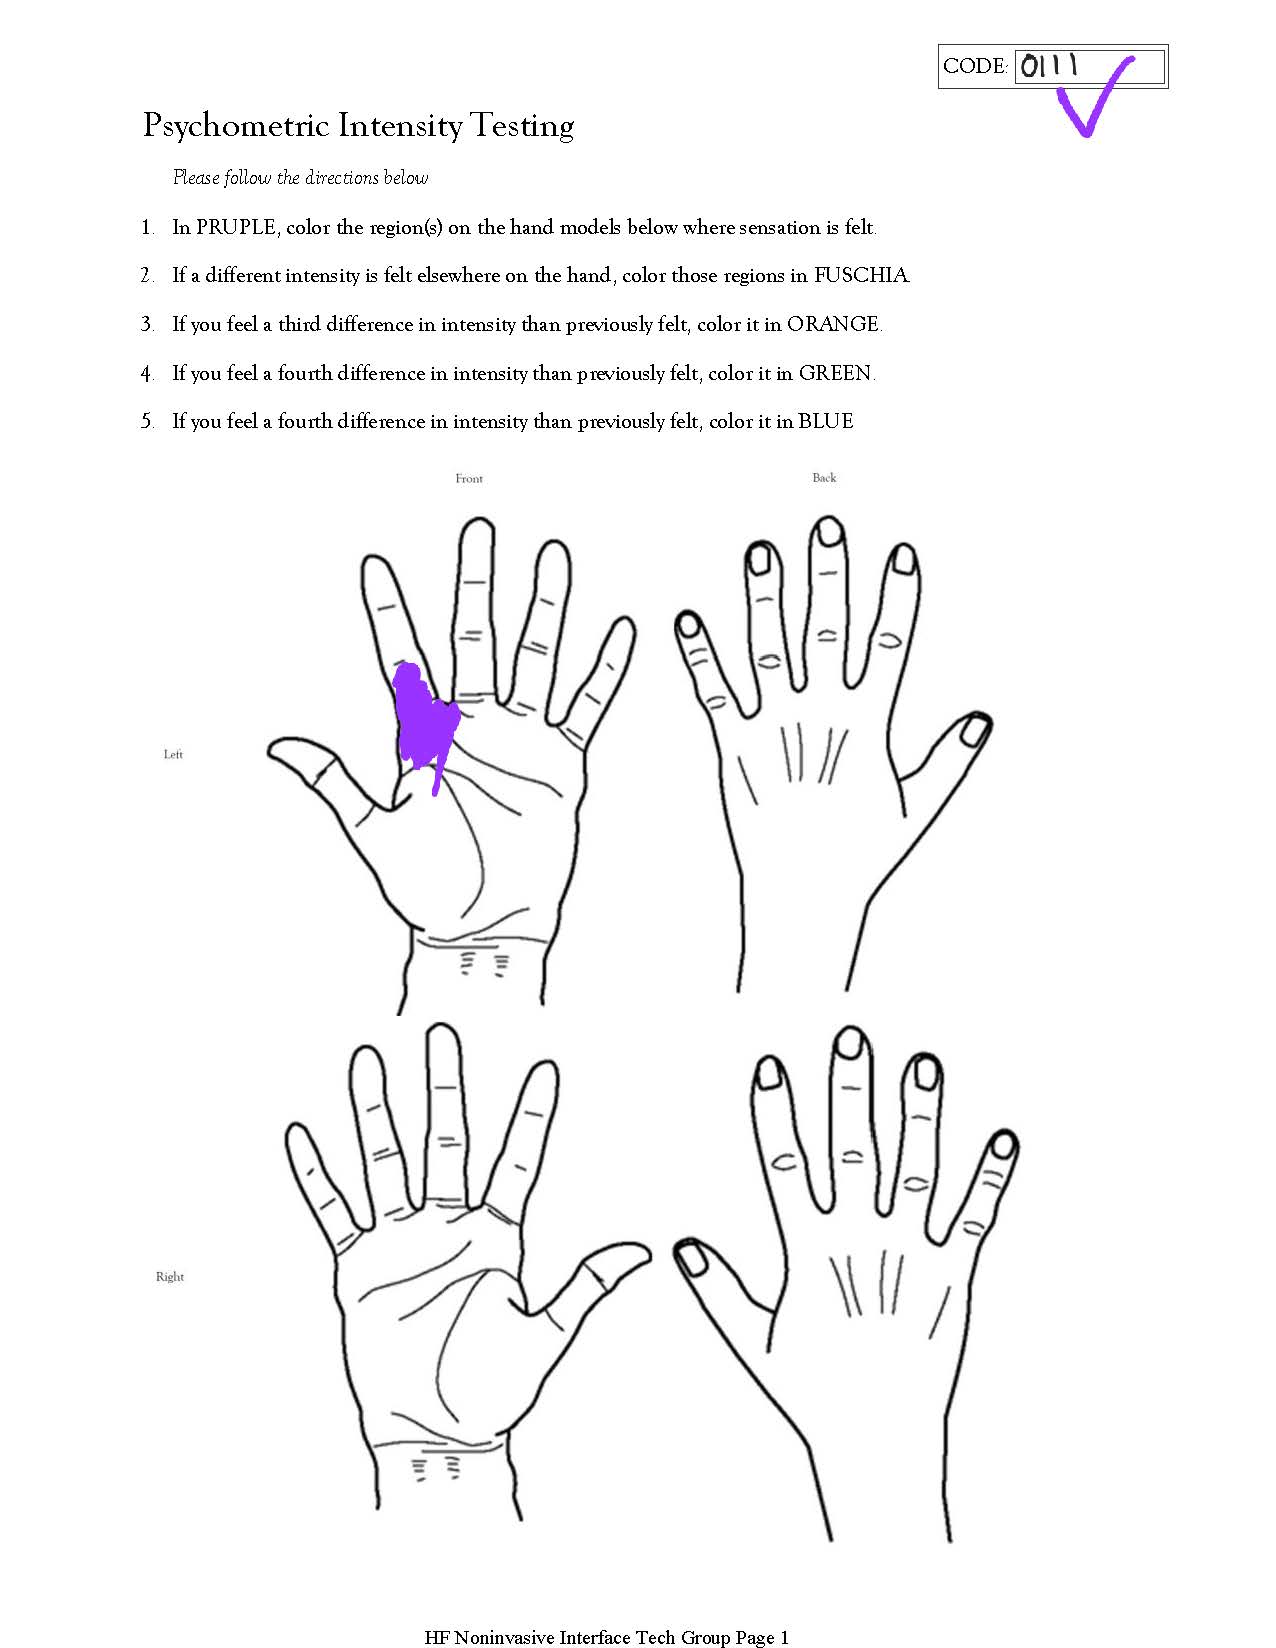 CODE: 0111
Psychometric Intensity Testing
Please follow the directions below
1. In PRUPLE, color the region(s) on the hand models below where sensation is felt.
2. If a different intensity is felt elsewhere on the hand, color those regions in FUSCHIA.
3. If you feel a third difference in intensity than previously felt, color it in ORANGE.
4. If you feel a fourth difference in intensity than previously felt, color it in GREEN.
5. If you feel a fourth difference in intensity than previously felt, color it in BLUE
Front Back
Left
Right
HF Noninvasive Interface Tech Group Page 1